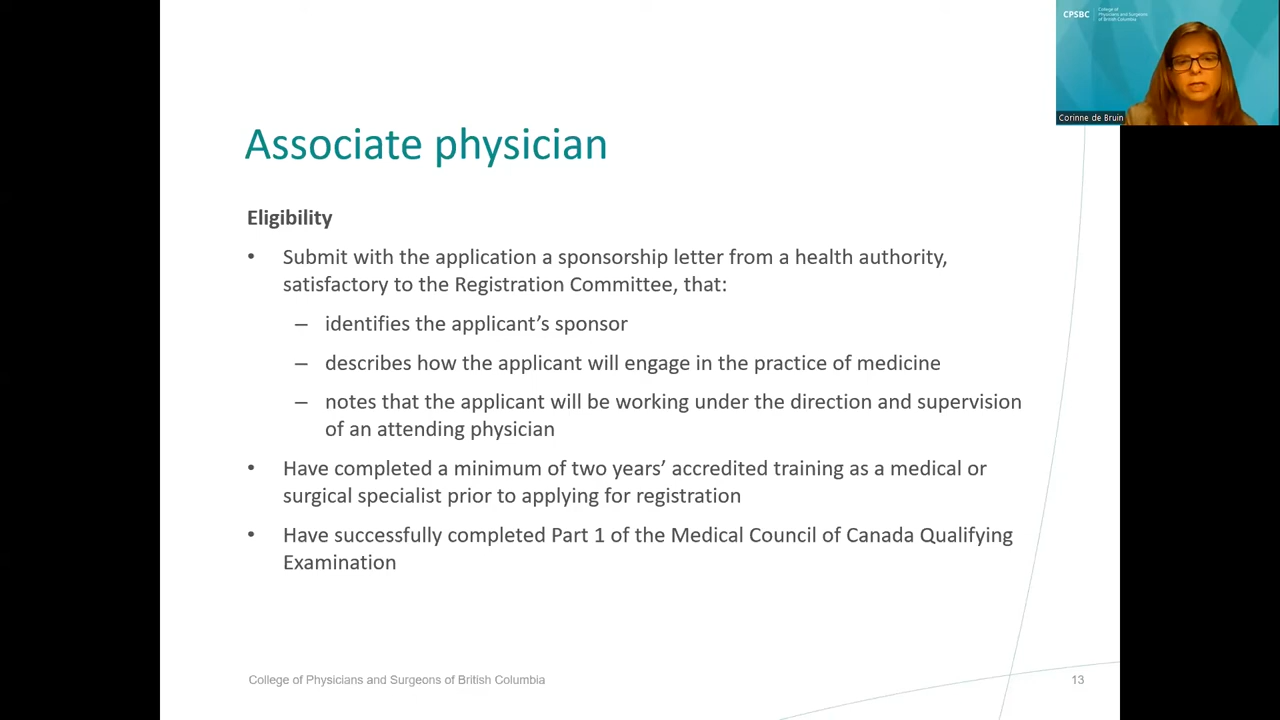 CPSBC
College of
Physicians and Surgeons
of British Columbia
Corinne de Bruin
Associate physician
Eligibility
• Submit with the application a sponsorship letter from a health authority,
satisfactory to the Registration Committee, that:
– identifies the applicant’s sponsor
– describes how the applicant will engage in the practice of medicine
– notes that the applicant will be working under the direction and supervision
of an attending physician
• Have completed a minimum of two years’ accredited training as a medical or
surgical specialist prior to applying for registration
• Have successfully completed Part 1 of the Medical Council of Canada Qualifying
Examination
College of Physicians and Surgeons of British Columbia
13